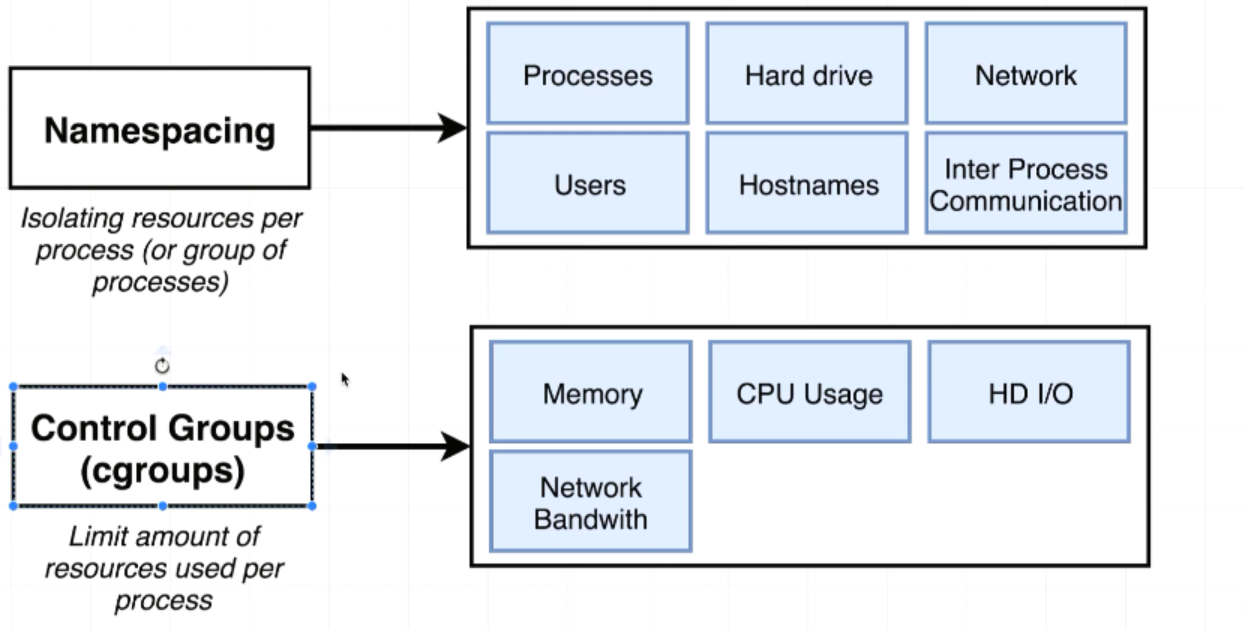 Namespacing
Isolating resources per
process (or group of
processes)
Processes
Hard drive
Network
Users
Hostnames
Inter Process
Communication
Control Groups
(cgroups)
Limit amount of
resources used per
process
Memory
CPU Usage
HD I/O
Network
Bandwith